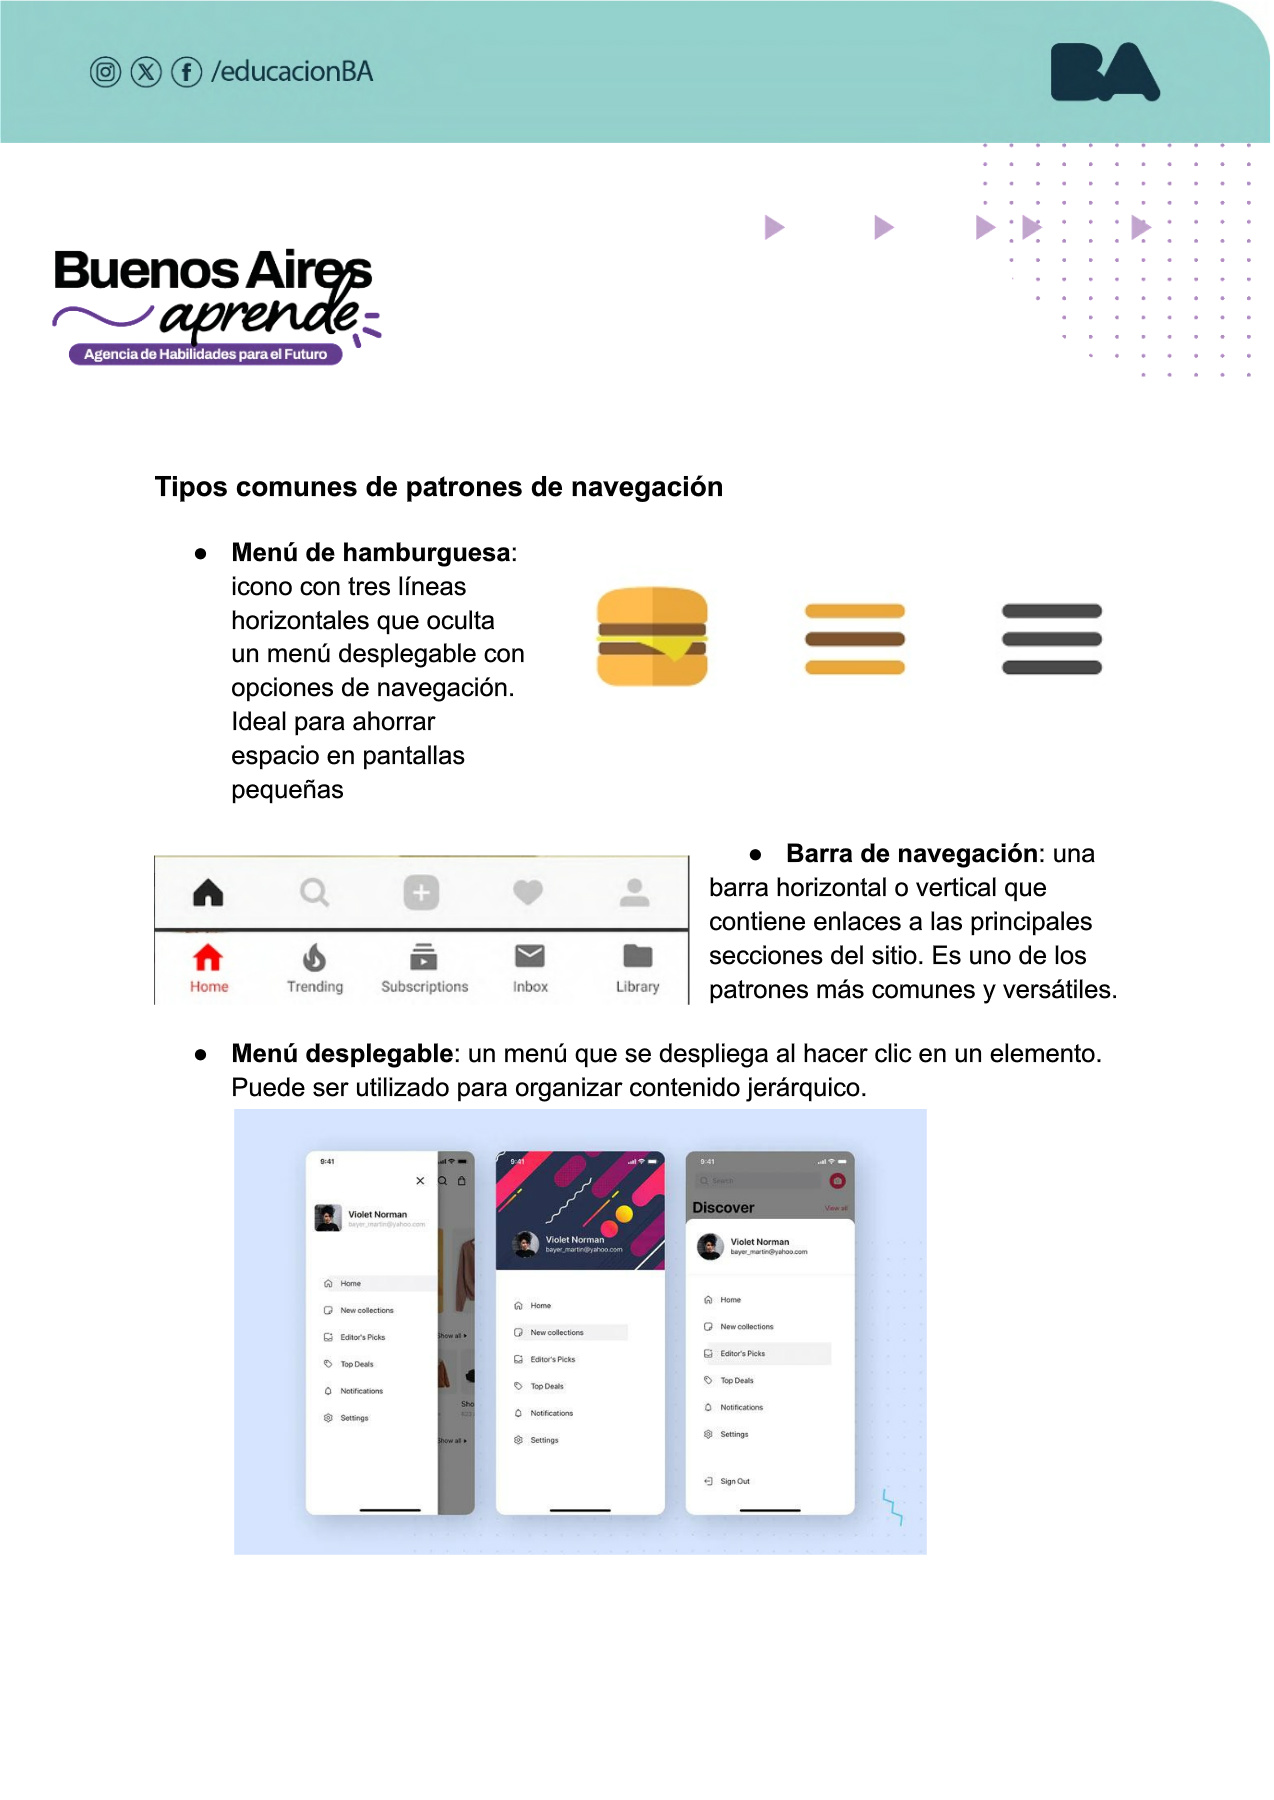 /educacionBA
BA
Buenos Aires
aprende
Agencia de Habilidades para el Futuro
Tipos comunes de patrones de navegación
● Menú de hamburguesa:
icono con tres líneas
horizontales que oculta
un menú desplegable con
opciones de navegación.
Ideal para ahorrar
espacio en pantallas
pequeñas
● Barra de navegación: una
barra horizontal o vertical que
contiene enlaces a las principales
secciones del sitio. Es uno de los
patrones más comunes y versátiles.
Home Trending Subscriptions Inbox Library
● Menú desplegable: un menú que se despliega al hacer clic en un elemento.
Puede ser utilizado para organizar contenido jerárquico.
9:41
Violet Norman
bayer_martin@yahoo.com
Home
New collections
Editor's Picks
Top Deals
Notifications
Settings
Show all
Sho
Show all
9:41
Violet Norman
bayer_martin@yahoo.com
Home
New collections
Editor's Picks
Top Deals
Notifications
Settings
9:41
Search
Discover View all
Violet Norman
bayer_martin@yahoo.com
Home
New collections
Editor's Picks
Top Deals
Notifications
Settings
Sign Out